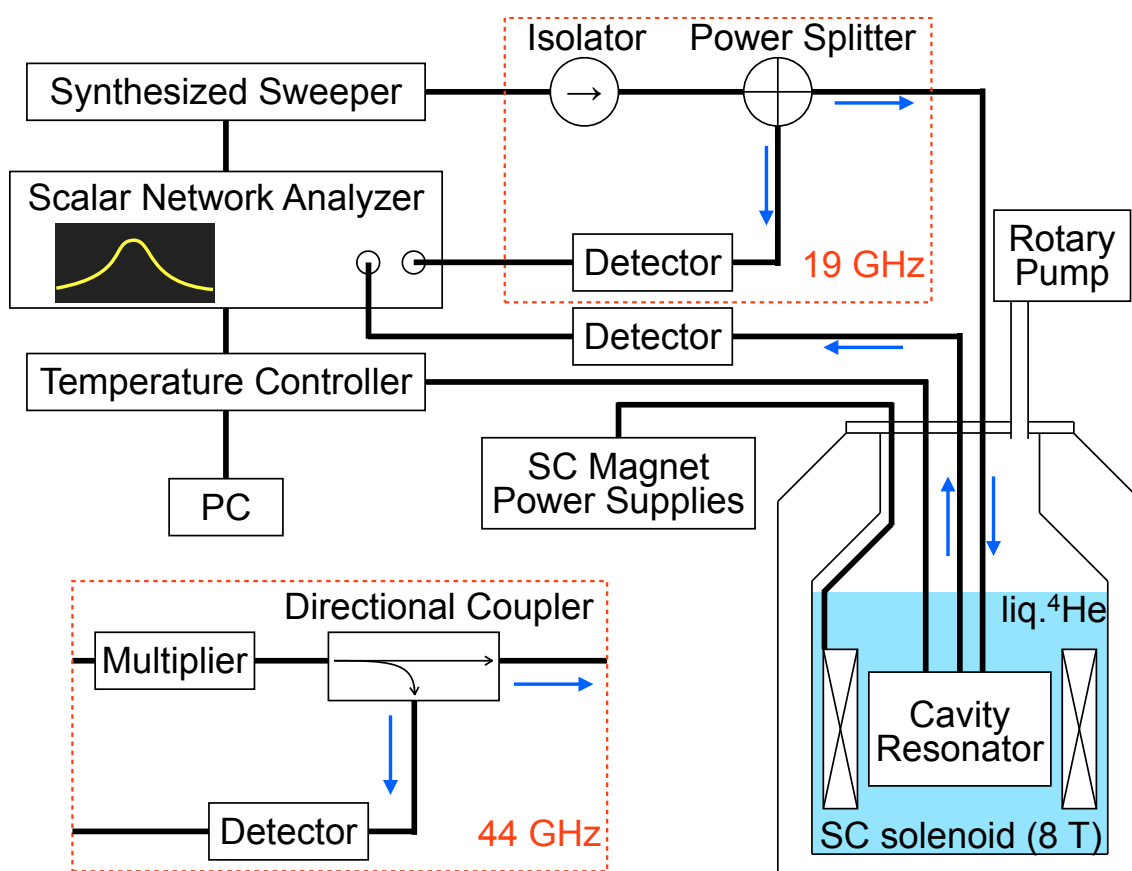 Isolator
Power Splitter
Synthesized Sweeper
→
Scalar Network Analyzer
Detector
19 GHz
Rotary
Pump
Detector
Temperature Controller
SC Magnet
Power Supplies
PC
Directional Coupler
liq.⁴He
Multiplier
Cavity
Resonator
Detector
44 GHz
SC solenoid (8 T)